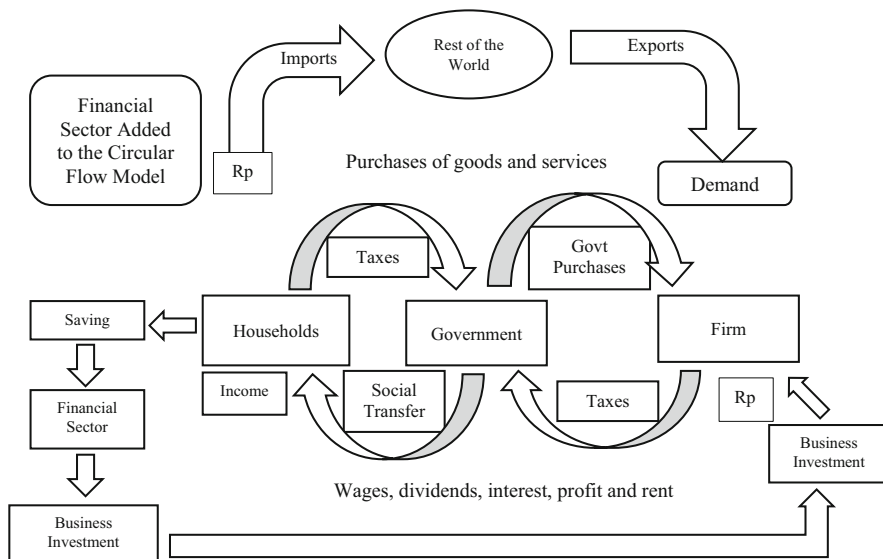 Rest of the
World
Imports
Exports
Financial
Sector Added
to the Circular
Flow Model
Rp
Purchases of goods and services
Demand
Taxes
Govt
Purchases
Saving
Households
Government
Firm
Income
Social
Transfer
Taxes
Rp
Financial
Sector
Business
Investment
Wages, dividends, interest, profit and rent
Business
Investment